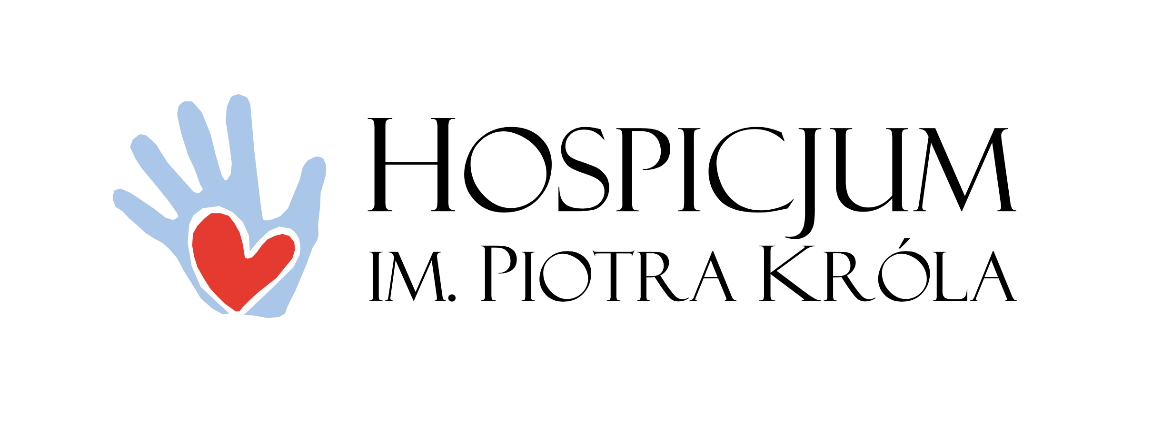 HOSPICJUM
IM. PIOTRA KRÓLA